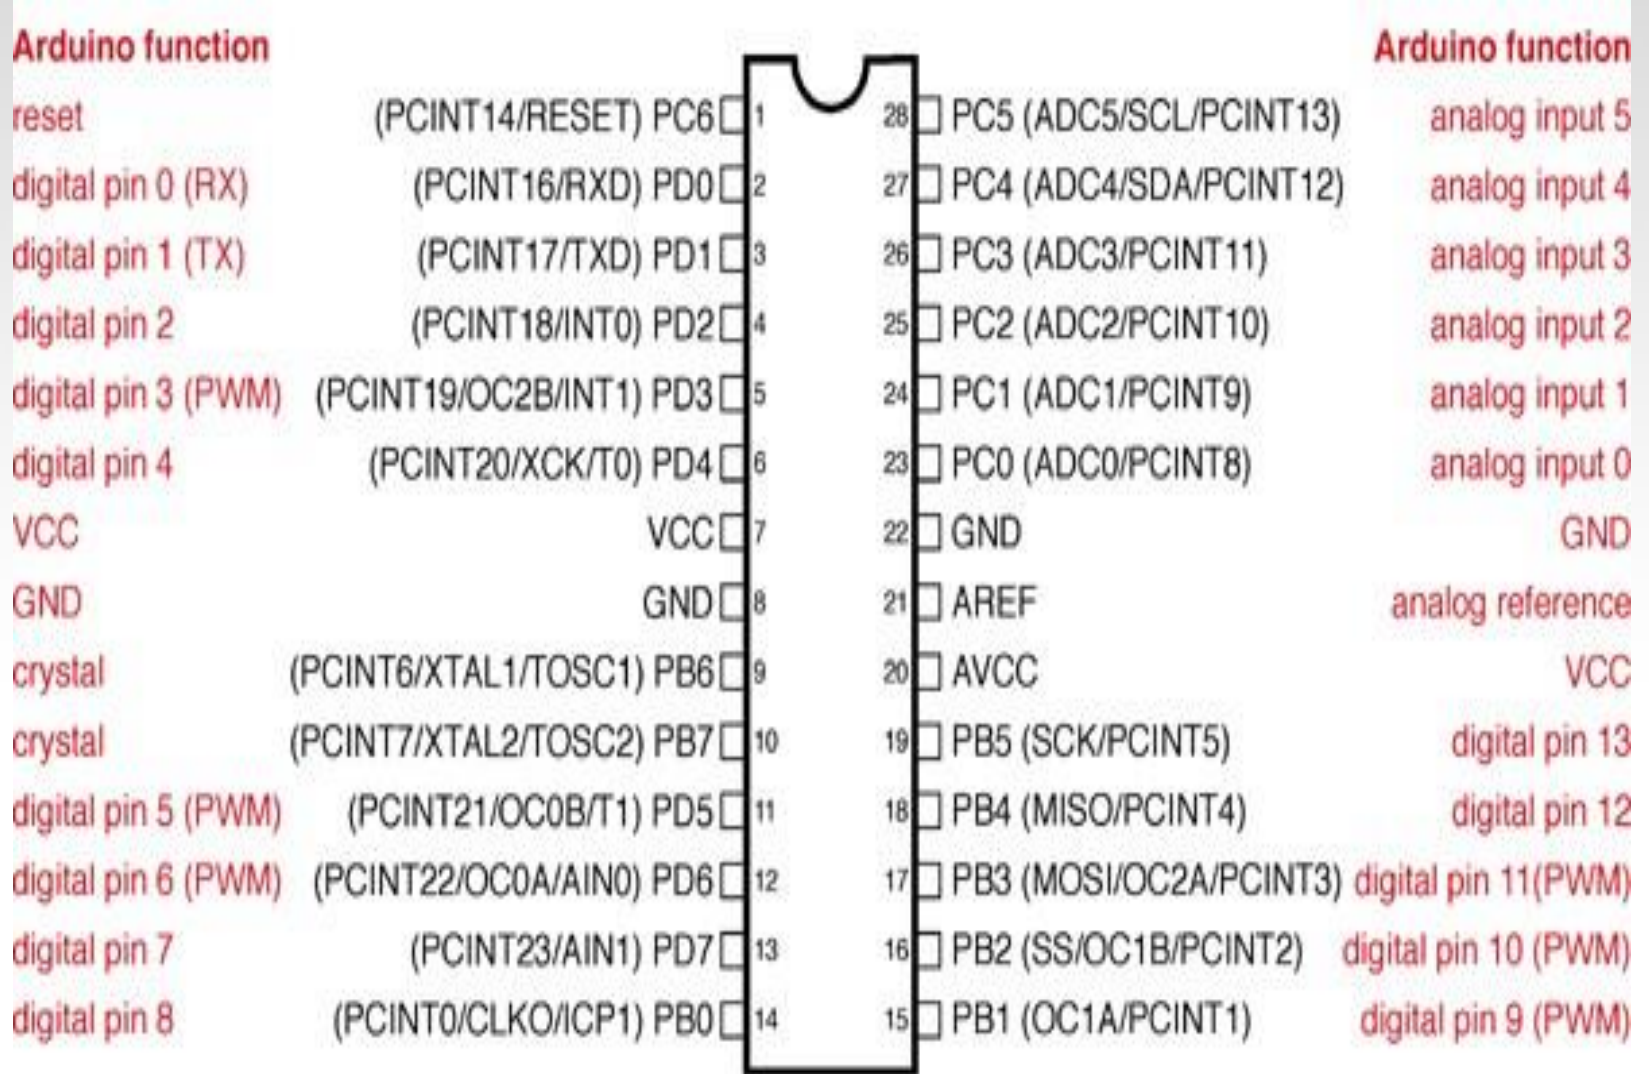 Arduino function Arduino function
reset (PCINT14/RESET) PC6 1 28 PC5 (ADC5/SCL/PCINT13) analog input 5
digital pin 0 (RX) (PCINT16/RXD) PD0 2 27 PC4 (ADC4/SDA/PCINT12) analog input 4
digital pin 1 (TX) (PCINT17/TXD) PD1 3 26 PC3 (ADC3/PCINT11) analog input 3
digital pin 2 (PCINT18/INT0) PD2 4 25 PC2 (ADC2/PCINT10) analog input 2
digital pin 3 (PWM) (PCINT19/OC2B/INT1) PD3 5 24 PC1 (ADC1/PCINT9) analog input 1
digital pin 4 (PCINT20/XCK/T0) PD4 6 23 PC0 (ADC0/PCINT8) analog input 0
VCC VCC 7 22 GND GND
GND GND 8 21 AREF analog reference
crystal (PCINT6/XTAL1/TOSC1) PB6 9 20 AVCC VCC
crystal (PCINT7/XTAL2/TOSC2) PB7 10 19 PB5 (SCK/PCINT5) digital pin 13
digital pin 5 (PWM) (PCINT21/OC0B/T1) PD5 11 18 PB4 (MISO/PCINT4) digital pin 12
digital pin 6 (PWM) (PCINT22/OC0A/AIN0) PD6 12 17 PB3 (MOSI/OC2A/PCINT3) digital pin 11(PWM)
digital pin 7 (PCINT23/AIN1) PD7 13 16 PB2 (SS/OC1B/PCINT2) digital pin 10 (PWM)
digital pin 8 (PCINT0/CLKO/ICP1) PB0 14 15 PB1 (OC1A/PCINT1) digital pin 9 (PWM)